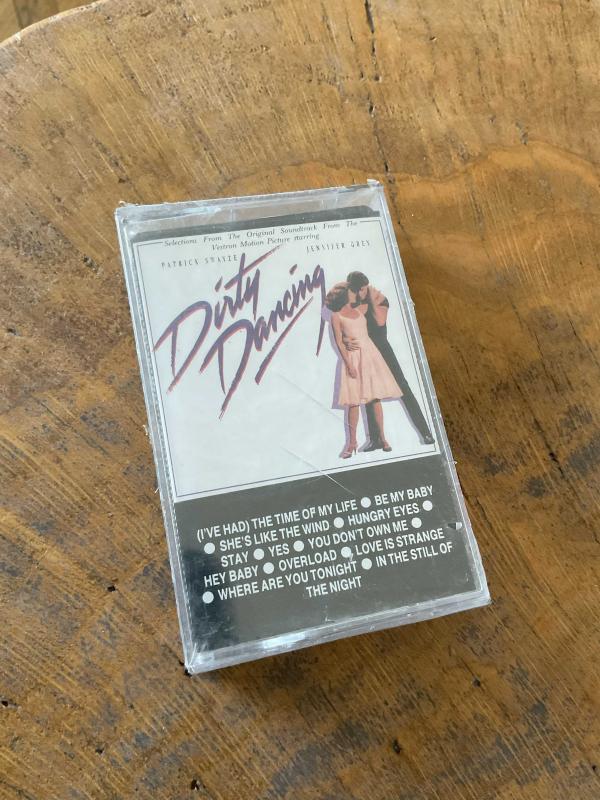 Selections From The Original Soundtrack From The
Vestron Motion Picture starring
PATRICK SWAYZE JENNIFER GREY
Dirty
Dancing
(I'VE HAD) THE TIME OF MY LIFE ● BE MY BABY
● SHE'S LIKE THE WIND ● HUNGRY EYES ●
STAY ● YES ● YOU DON'T OWN ME ●
HEY BABY ● OVERLOAD ● LOVE IS STRANGE
● WHERE ARE YOU TONIGHT ● IN THE STILL OF
THE NIGHT